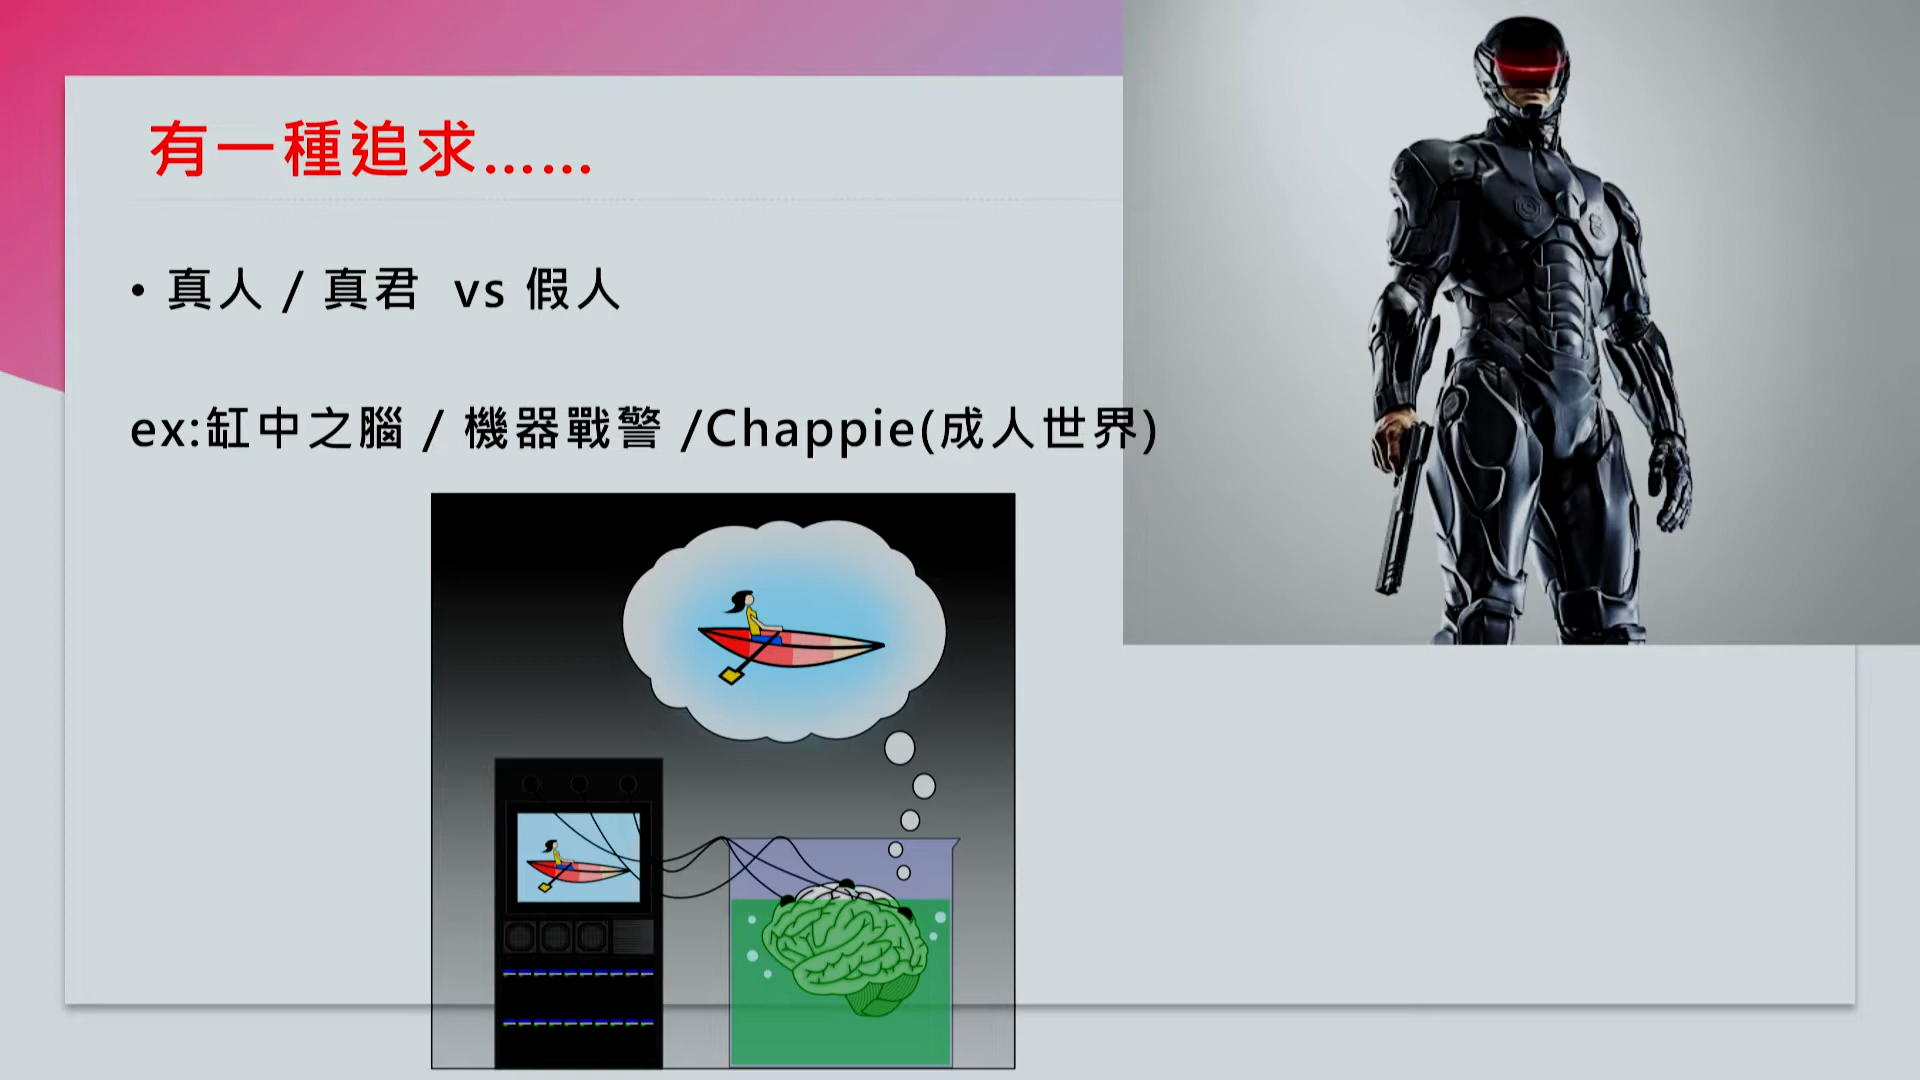 有一種追求……
• 真人 / 真君 vs 假人
ex:缸中之腦 / 機器戰警 /Chappie(成人世界)